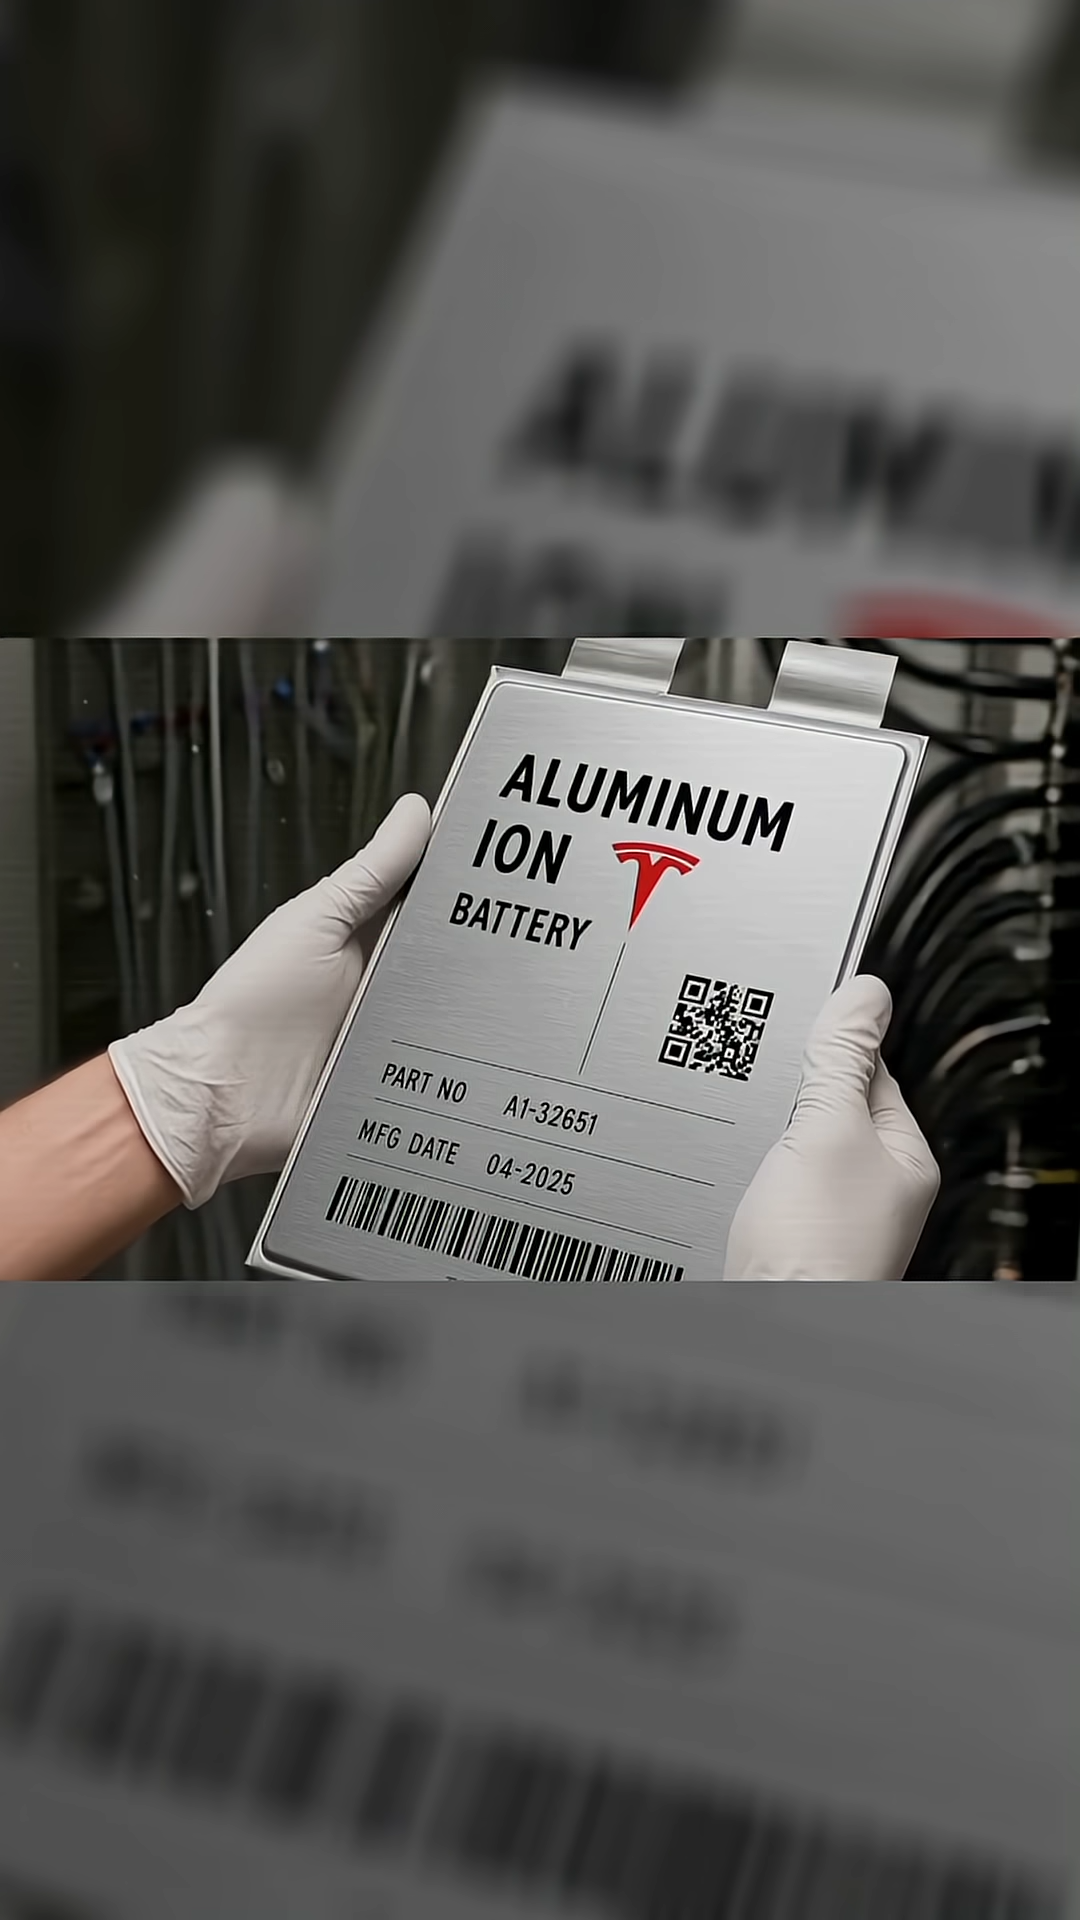 ALUMINUM
ION
BATTERY
PART NO A1-32651
MFG DATE 04-2025